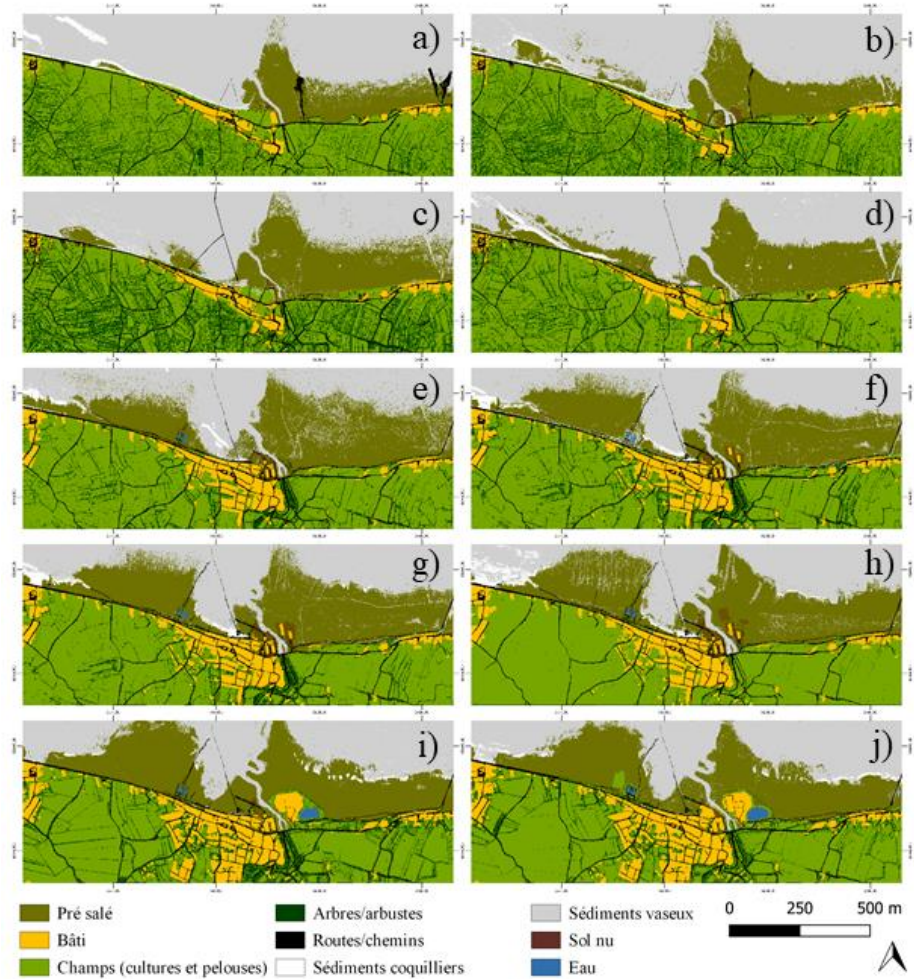 a)
b)
c)
d)
e)
f)
g)
h)
i)
j)
Pré salé
Arbres/arbustes
Sédiments vaseux
0 250 500 m
Bâti
Routes/chemins
Sol nu
Champs (cultures et pelouses)
Sédiments coquilliers
Eau